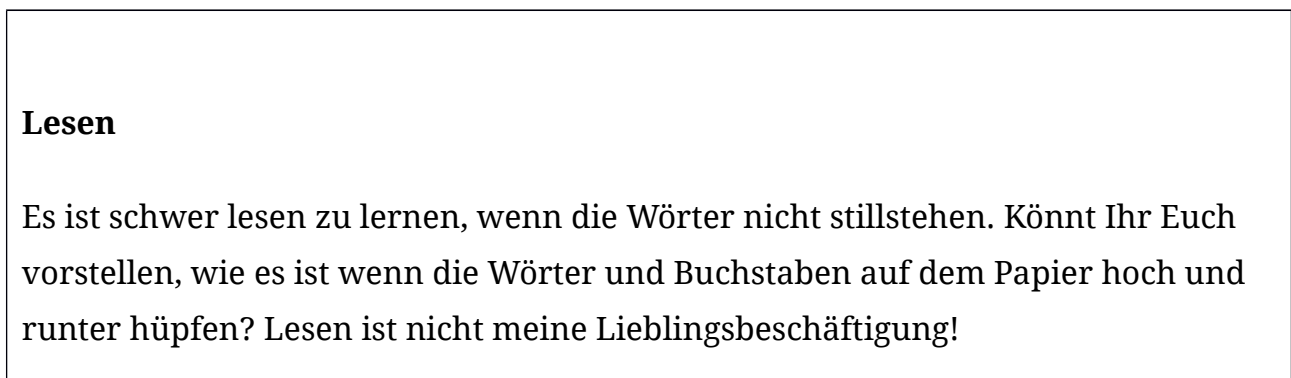 Lesen
Es ist schwer lesen zu lernen, wenn die Wörter nicht stillstehen. Könnt Ihr Euch
vorstellen, wie es ist wenn die Wörter und Buchstaben auf dem Papier hoch und
runter hüpfen? Lesen ist nicht meine Lieblingsbeschäftigung!